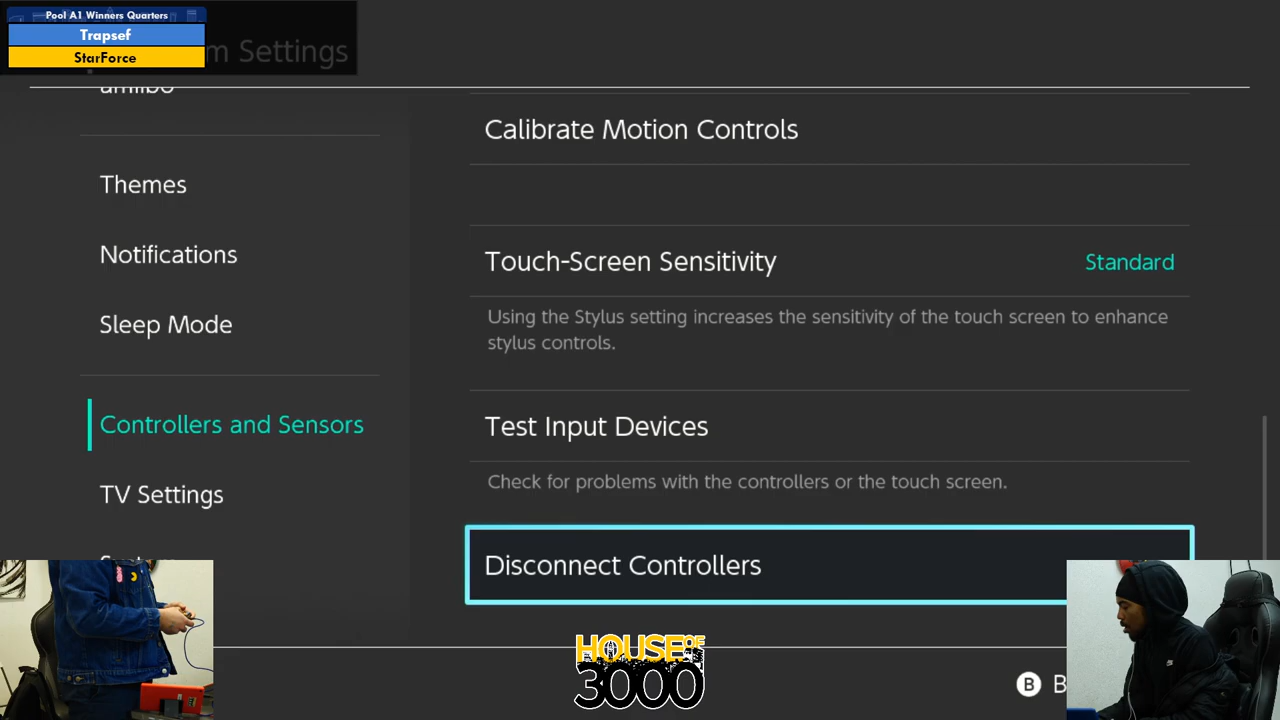 Pool A1 Winners Quarters
Trapsef
StarForce
m Settings
amiibo
Themes
Notifications
Sleep Mode
Controllers and Sensors
TV Settings
Calibrate Motion Controls
Touch-Screen Sensitivity
Standard
Using the Stylus setting increases the sensitivity of the touch screen to enhance
stylus controls.
Test Input Devices
Check for problems with the controllers or the touch screen.
Disconnect Controllers
HOUSE OF
3000
B B